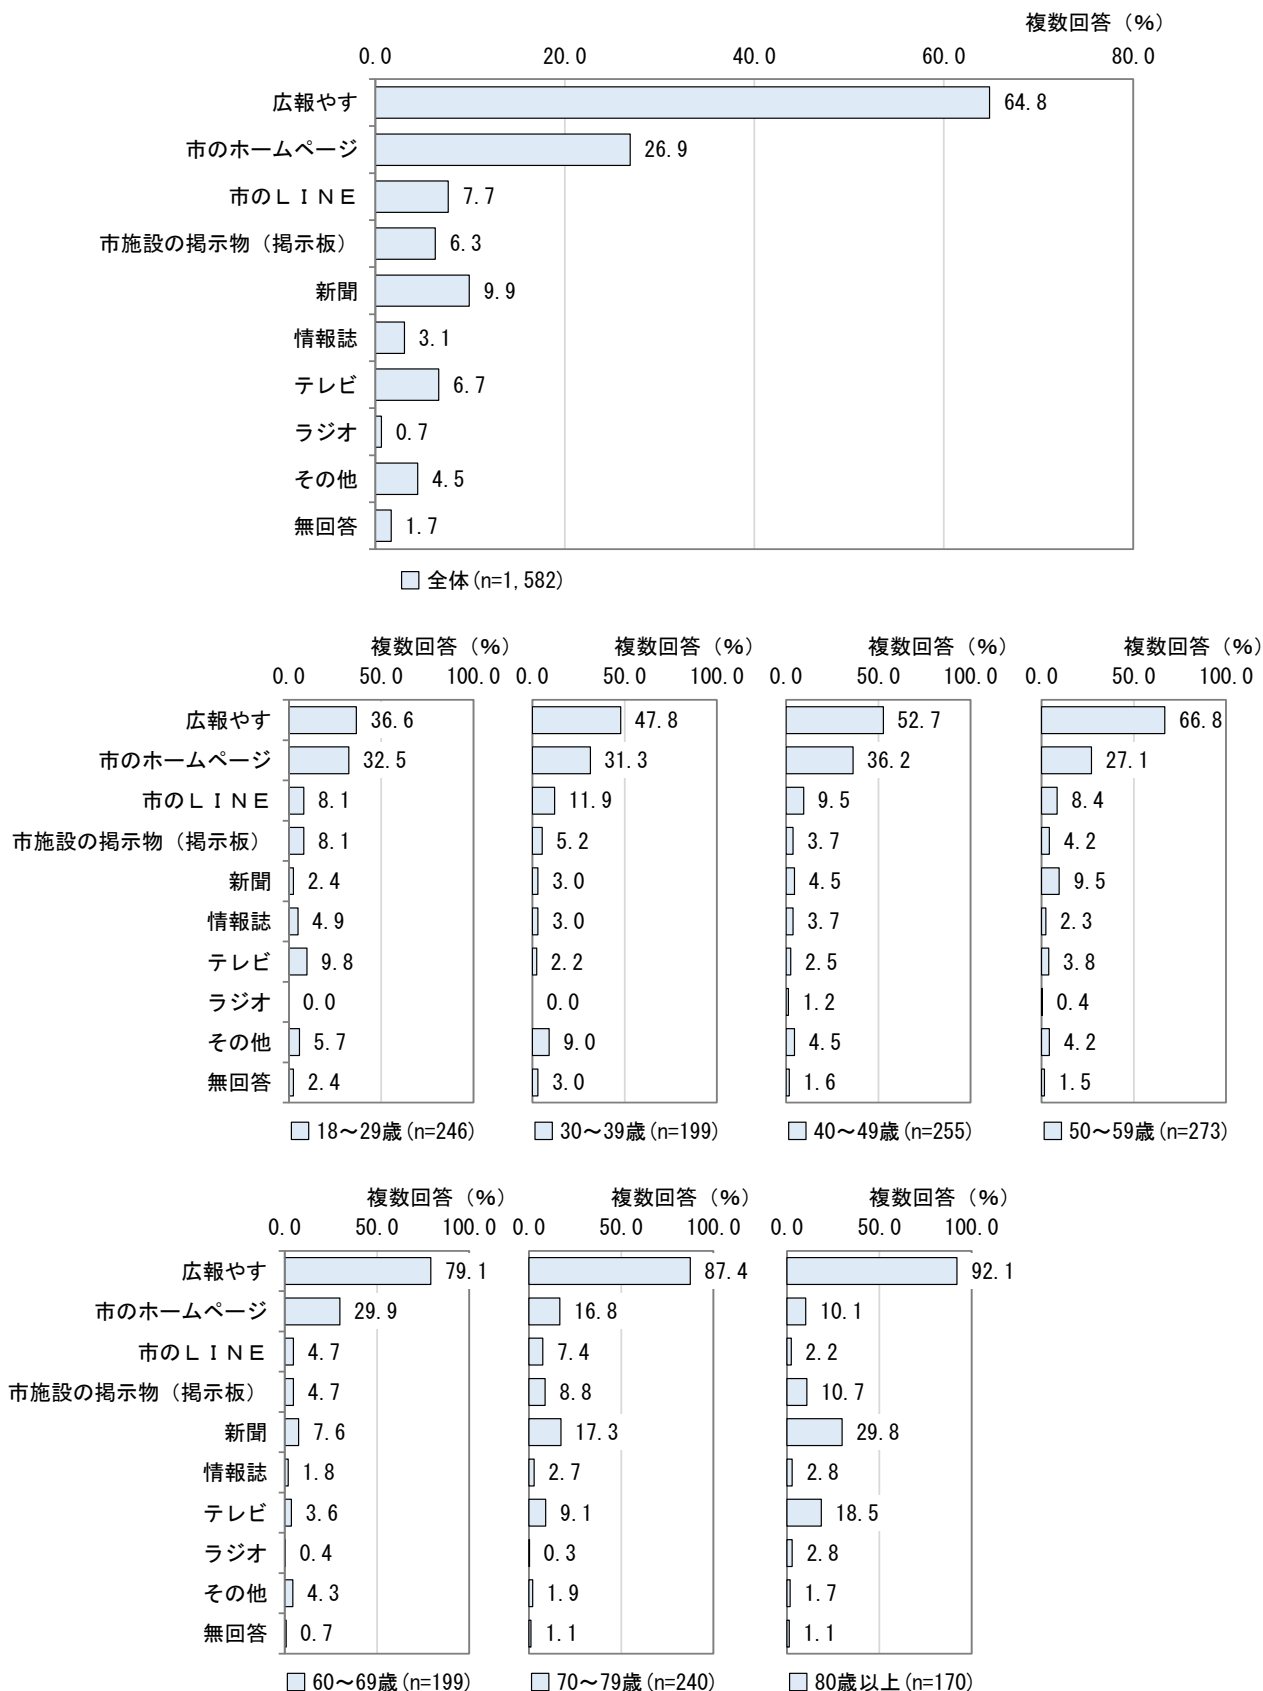 複数回答（％）
0.0 20.0 40.0 60.0 80.0
広報やす 64.8
市のホームページ 26.9
市のＬＩＮＥ 7.7
市施設の掲示物（掲示板） 6.3
新聞 9.9
情報誌 3.1
テレビ 6.7
ラジオ 0.7
その他 4.5
無回答 1.7
全体(n=1,582)
複数回答（％） 複数回答（％） 複数回答（％） 複数回答（％）
0.0 50.0 100.0 0.0 50.0 100.0 0.0 50.0 100.0 0.0 50.0 100.0
広報やす 36.6 47.8 52.7 66.8
市のホームページ 32.5 31.3 36.2 27.1
市のＬＩＮＥ 8.1 11.9 9.5 8.4
市施設の掲示物（掲示板） 8.1 5.2 3.7 4.2
新聞 2.4 3.0 4.5 9.5
情報誌 4.9 3.0 3.7 2.3
テレビ 9.8 2.2 2.5 3.8
ラジオ 0.0 0.0 1.2 0.4
その他 5.7 9.0 4.5 4.2
無回答 2.4 3.0 1.6 1.5
18～29歳(n=246) 30～39歳(n=199) 40～49歳(n=255) 50～59歳(n=273)
複数回答（％） 複数回答（％） 複数回答（％）
0.0 50.0 100.0 0.0 50.0 100.0 0.0 50.0 100.0
広報やす 79.1 87.4 92.1
市のホームページ 29.9 16.8 10.1
市のＬＩＮＥ 4.7 7.4 2.2
市施設の掲示物（掲示板） 4.7 8.8 10.7
新聞 7.6 17.3 29.8
情報誌 1.8 2.7 2.8
テレビ 3.6 9.1 18.5
ラジオ 0.4 0.3 2.8
その他 4.3 1.9 1.7
無回答 0.7 1.1 1.1
60～69歳(n=199) 70～79歳(n=240) 80歳以上(n=170)